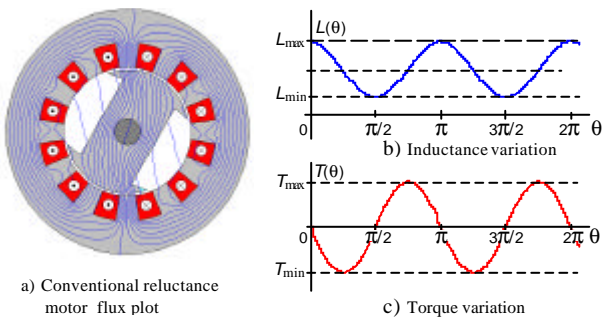 L(θ)
Lmax
Lmin
0 π/2 π 3π/2 2π θ
b) Inductance variation
T(θ)
Tmax
0 π/2 π 3π/2 2π θ
Tmin
c) Torque variation
a) Conventional reluctance
motor flux plot